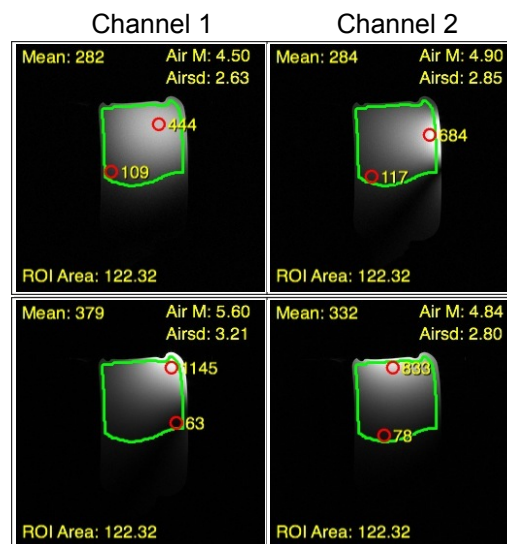 Channel 1
Channel 2
Mean: 282
Air M: 4.50
Airsd: 2.63
444
109
ROI Area: 122.32
Mean: 284
Air M: 4.90
Airsd: 2.85
684
117
ROI Area: 122.32
Mean: 379
Air M: 5.60
Airsd: 3.21
1145
63
ROI Area: 122.32
Mean: 332
Air M: 4.84
Airsd: 2.80
833
78
ROI Area: 122.32